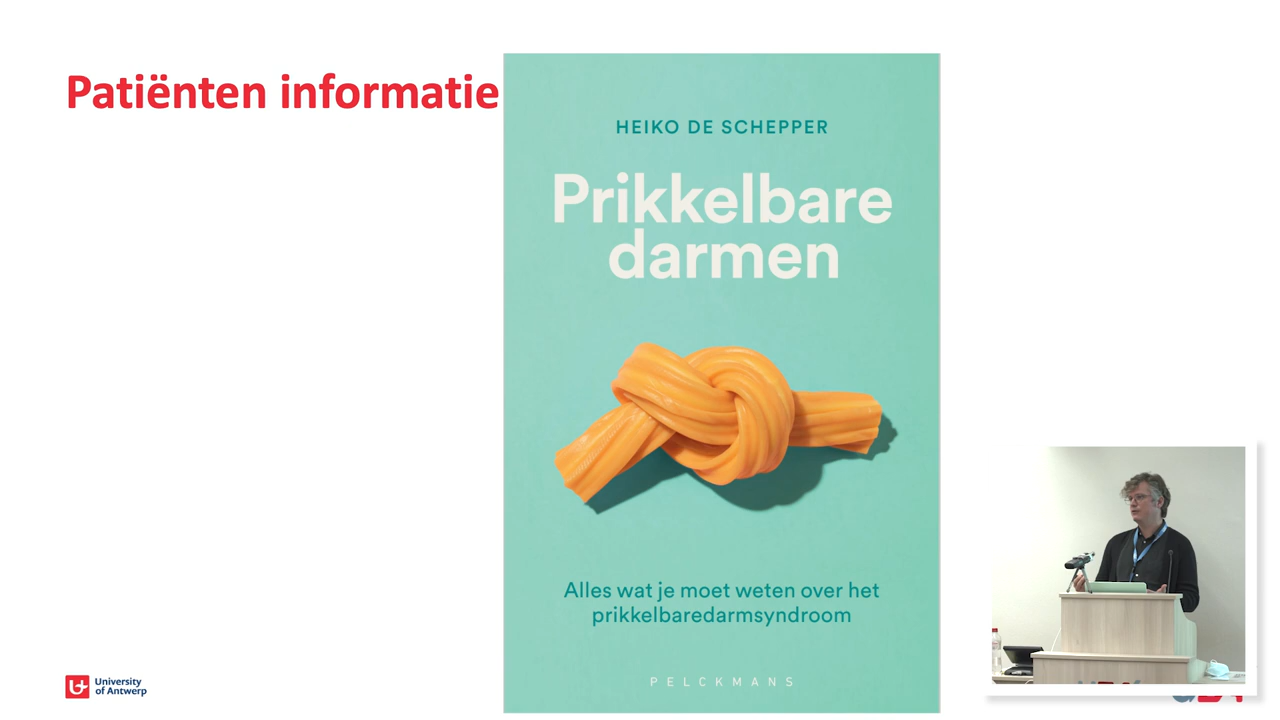 Patiënten informatie
HEIKO DE SCHEPPER
Prikkelbare
darmen
Alles wat je moet weten over het
prikkelbaredarmsyndroom
PELCKMANS
University
of Antwerp